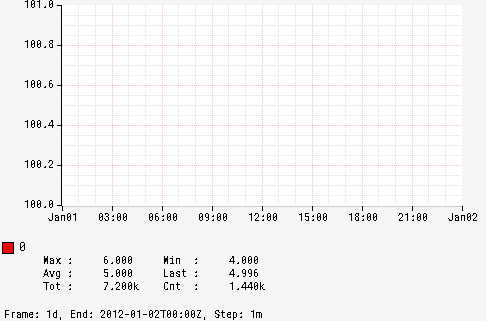 101.0
100.8
100.6
100.4
100.2
100.0
Jan01 03:00 06:00 09:00 12:00 15:00 18:00 21:00 Jan02
0
Max : 6.000 Min : 4.000
Avg : 5.000 Last : 4.996
Tot : 7.200k Cnt : 1.440k
Frame: 1d, End: 2012-01-02T00:00Z, Step: 1m